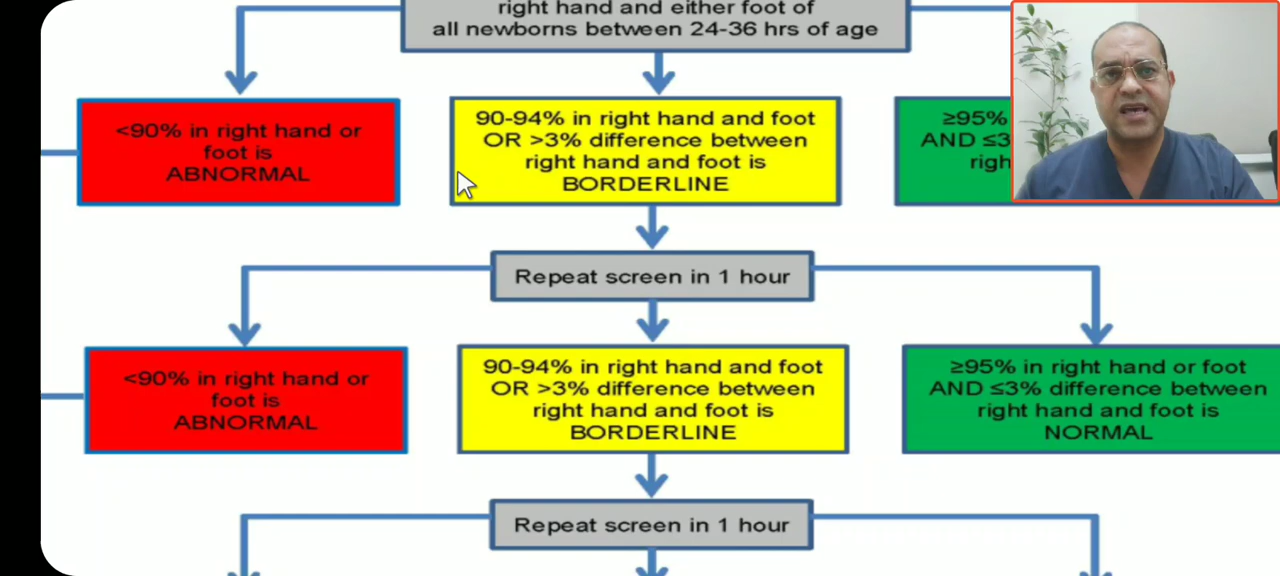 right hand and either foot of
all newborns between 24-36 hrs of age
<90% in right hand or
foot is
ABNORMAL
90-94% in right hand and foot
OR >3% difference between
right hand and foot is
BORDERLINE
≥95%
AND ≤3
righ
Repeat screen in 1 hour
<90% in right hand or
foot is
ABNORMAL
90-94% in right hand and foot
OR >3% difference between
right hand and foot is
BORDERLINE
≥95% in right hand or foot
AND ≤3% difference between
right hand and foot is
NORMAL
Repeat screen in 1 hour